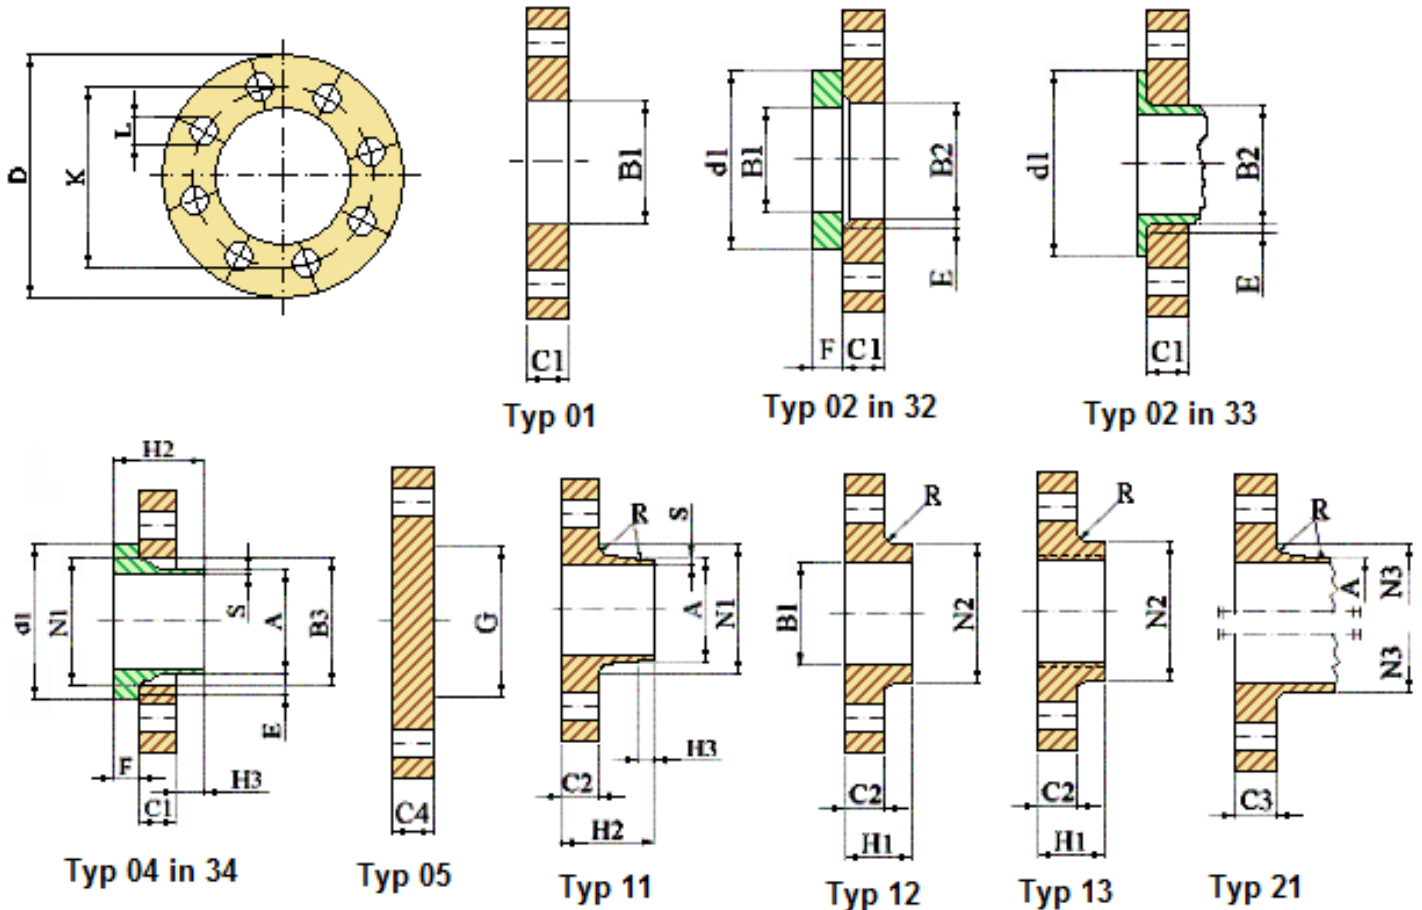 D
K
L
B1
C1
Typ 01
d1
B1
B2
E
F
C1
Typ 02 in 32
d1
B2
E
C1
Typ 02 in 33
H2
d1
N1
S
A
B3
E
F
H3
C1
Typ 04 in 34
G
C4
Typ 05
R
S
A
N1
H3
C2
H2
Typ 11
R
B1
N2
C2
H1
Typ 12
R
N2
C2
H1
Typ 13
R
A
N3
N3
C3
Typ 21